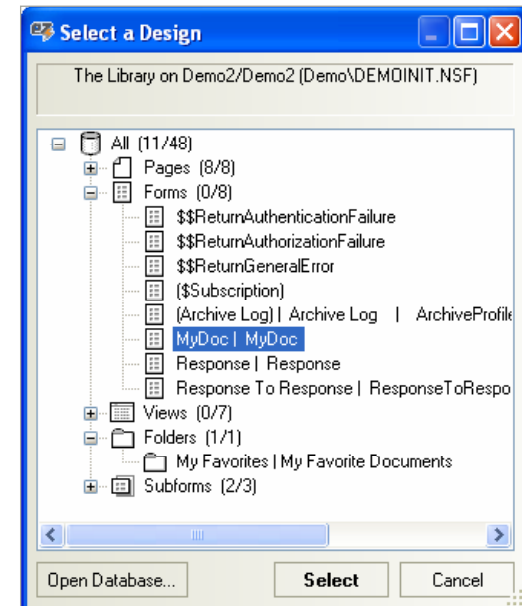 Select a Design
The Library on Demo2/Demo2 (Demo\DEMOINIT.NSF)
All (11/48)
Pages (8/8)
Forms (0/8)
$$ReturnAuthenticationFailure
$$ReturnAuthorizationFailure
$$ReturnGeneralError
($Subscription)
(Archive Log) | Archive Log | ArchiveProfile
MyDoc | MyDoc
Response | Response
Response To Response | ResponseToRespo
Views (0/7)
Folders (1/1)
My Favorites | My Favorite Documents
Subforms (2/3)
Open Database... Select Cancel